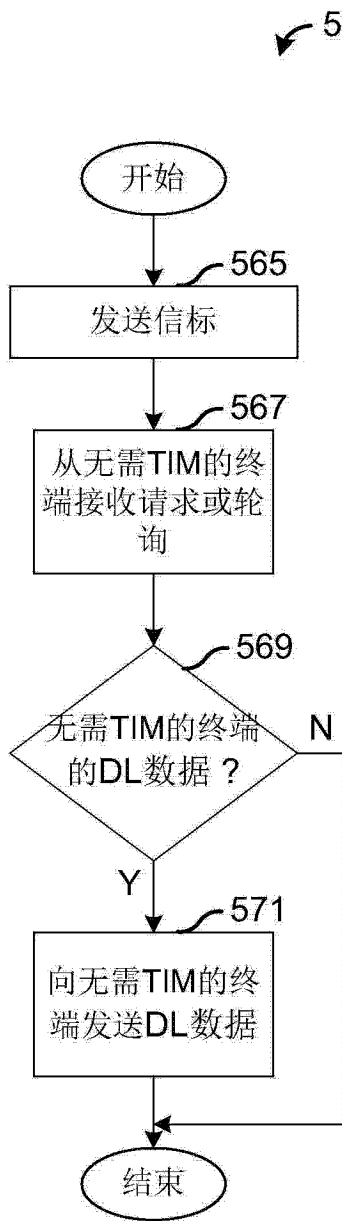 5
开始
565
发送信标
567
从无需TIM的终
端接收请求或轮
询
569
无需TIM的终端
的DL数据？
N
Y
571
向无需TIM的终
端发送DL数据
结束